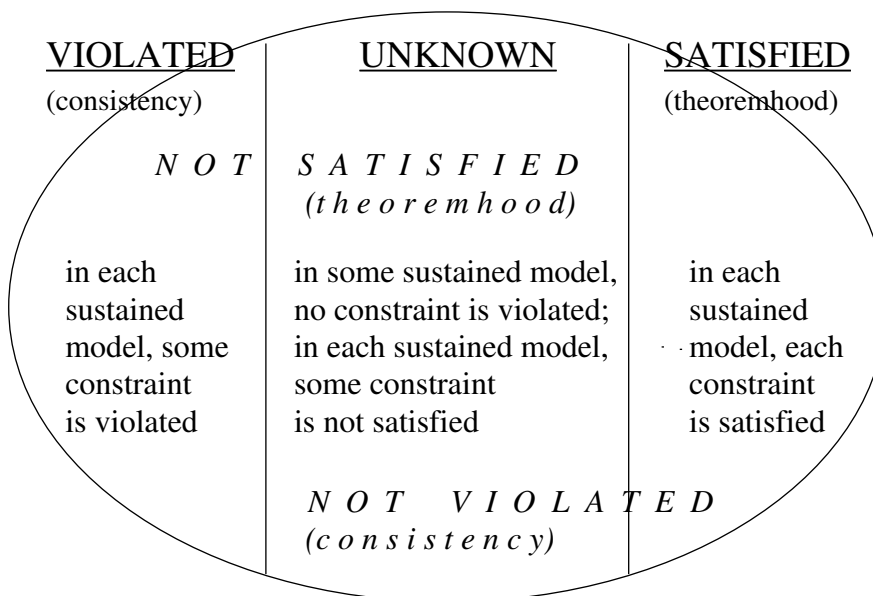 VIOLATED UNKNOWN SATISFIED
(consistency) (theoremhood)
N O T S A T I S F I E D
(t h e o r e m h o o d)
in each
sustained
model, some
constraint
is violated
in some sustained model,
no constraint is violated;
in each sustained model,
some constraint
is not satisfied
in each
sustained
model, each
constraint
is satisfied
N O T V I O L A T E D
(c o n s i s t e n c y)